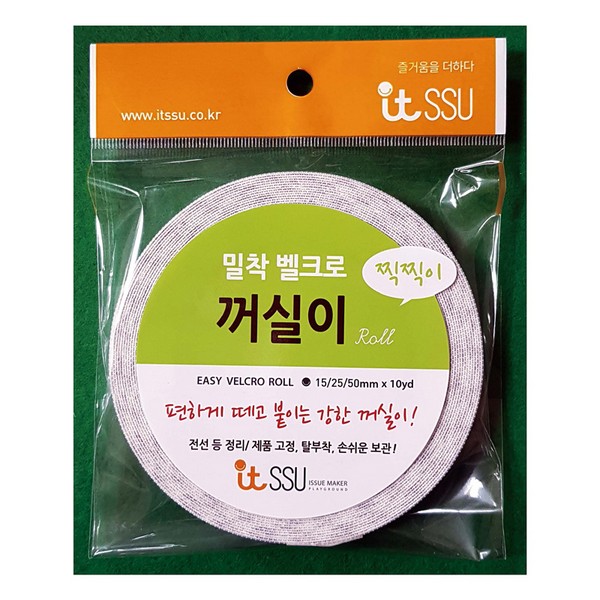 즐거움을 더하다
www.itssu.co.kr
it SSU
밀착 벨크로
찍찍이
꺼실이 Roll
EASY VELCRO ROLL ● 15/25/50mm x 10yd
편하게 떼고 붙이는 강한 꺼실이!
전선 등 정리/ 제품 고정, 탈부착, 손쉬운 보관!
it SSU ISSUE MAKER
PLAYGROUND